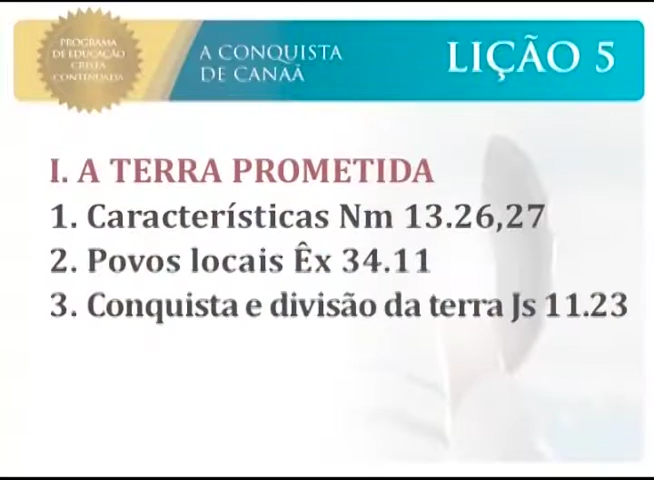 PROGRAMA
DE EDUCAÇÃO
CRISTÃ
CONTINUADA
A CONQUISTA
DE CANAÃ
LIÇÃO 5
I. A TERRA PROMETIDA
1. Características Nm 13.26,27
2. Povos locais Êx 34.11
3. Conquista e divisão da terra Js 11.23